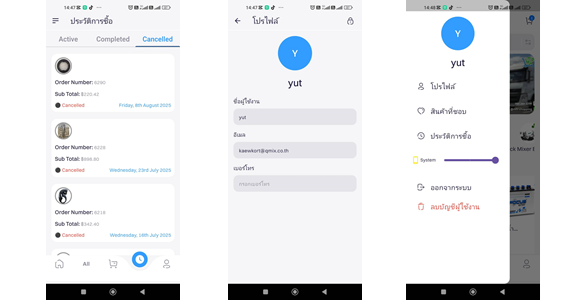 14:47
ประวัติการซื้อ
Active
Completed
Cancelled
Order Number: #290
Sub Total: $220.42
Cancelled
Friday, 8th August 2025
Order Number: #228
Sub Total:
Cancelled
Wednesday, 23rd July 2025
Order Number: #218
Sub Total: $342.40
Cancelled
Wednesday, 16th July 2025
All
14:47
โปรไฟล์
Y
yut
ชื่อผู้ใช้งาน
yut
อีเมล
kaewkort@qmix.co.th
เบอร์โทร
กรอกเบอร์โทร
14:48
Y
yut
โปรไฟล์
สินค้าที่ชอบ
ประวัติการซื้อ
System
ออกจากระบบ
ลบบัญชีผู้ใช้งาน
ck Mixer 1